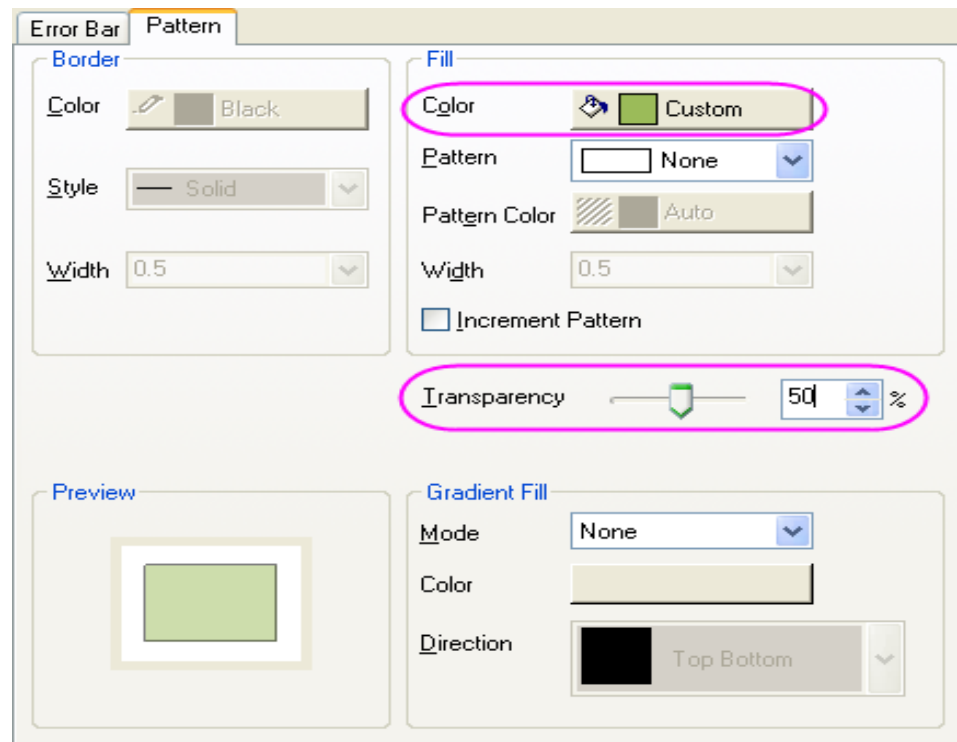 Error Bar
Pattern
Border
Color
Black
Style
Solid
Width
0.5
Fill
Color
Custom
Pattern
None
Pattern Color
Auto
Width
0.5
Increment Pattern
Transparency
50
%
Preview
Gradient Fill
Mode
None
Color
Direction
Top Bottom